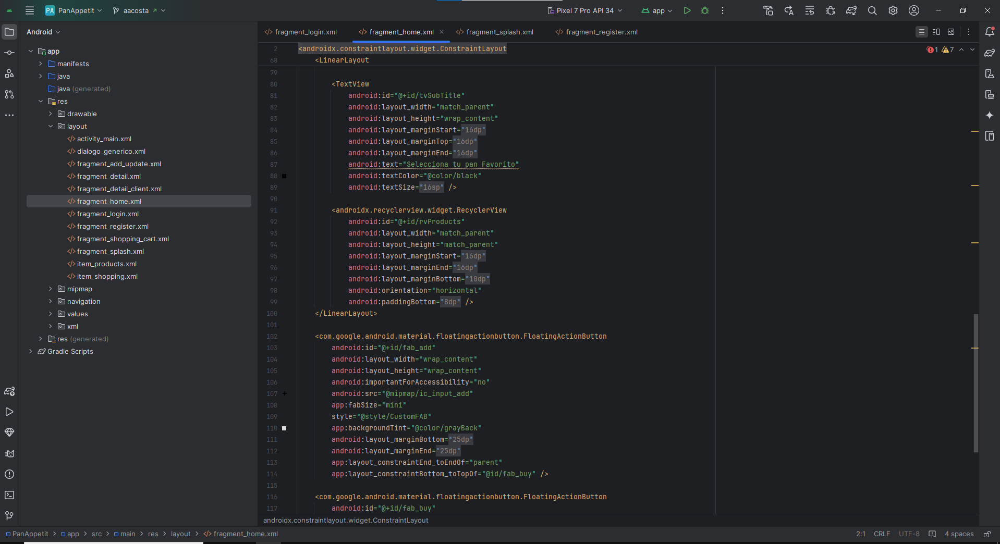 PA PanAppetit aacosta Pixel 7 Pro API 34 app
Android
fragment_login.xml fragment_home.xml fragment_splash.xml fragment_register.xml
app
manifests
java
java (generated)
res
drawable
layout
activity_main.xml
dialogo_generico.xml
fragment_add_update.xml
fragment_detail.xml
fragment_detail_client.xml
fragment_home.xml
fragment_login.xml
fragment_register.xml
fragment_shopping_cart.xml
fragment_splash.xml
item_products.xml
item_shopping.xml
mipmap
navigation
values
xml
res (generated)
Gradle Scripts
1 7
2 <androidx.constraintlayout.widget.ConstraintLayout
68 <LinearLayout
79
80 <TextView
81 android:id="@+id/tvSubTitle"
82 android:layout_width="match_parent"
83 android:layout_height="wrap_content"
84 android:layout_marginStart="16dp"
85 android:layout_marginTop="16dp"
86 android:layout_marginEnd="16dp"
87 android:text="Selecciona tu pan Favorito"
88 android:textColor="@color/black"
89 android:textSize="16sp" />
90
91 <androidx.recyclerview.widget.RecyclerView
92 android:id="@+id/rvProducts"
93 android:layout_width="match_parent"
94 android:layout_height="match_parent"
95 android:layout_marginStart="16dp"
96 android:layout_marginEnd="16dp"
97 android:layout_marginBottom="10dp"
98 android:orientation="horizontal"
99 android:paddingBottom="8dp" />
100 </LinearLayout>
101
102 <com.google.android.material.floatingactionbutton.FloatingActionButton
103 android:id="@+id/fab_add"
104 android:layout_width="wrap_content"
105 android:layout_height="wrap_content"
106 android:importantForAccessibility="no"
107 android:src="@mipmap/ic_input_add"
108 app:fabSize="mini"
109 style="@style/CustomFAB"
110 app:backgroundTint="@color/grayBack"
111 android:layout_marginBottom="25dp"
112 android:layout_marginEnd="25dp"
113 app:layout_constraintEnd_toEndOf="parent"
114 app:layout_constraintBottom_toTopOf="@id/fab_buy" />
115
116 <com.google.android.material.floatingactionbutton.FloatingActionButton
117 android:id="@+id/fab_buy"
androidx.constraintlayout.widget.ConstraintLayout
PanAppetit > app > src > main > res > layout > fragment_home.xml 2:1 CRLF UTF-8 4 spaces